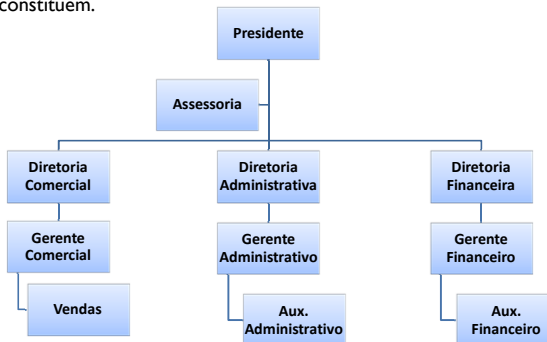 constituem.
Presidente
Assessoria
Diretoria
Comercial
Diretoria
Administrativa
Diretoria
Financeira
Gerente
Comercial
Gerente
Administrativo
Gerente
Financeiro
Vendas
Aux.
Administrativo
Aux.
Financeiro